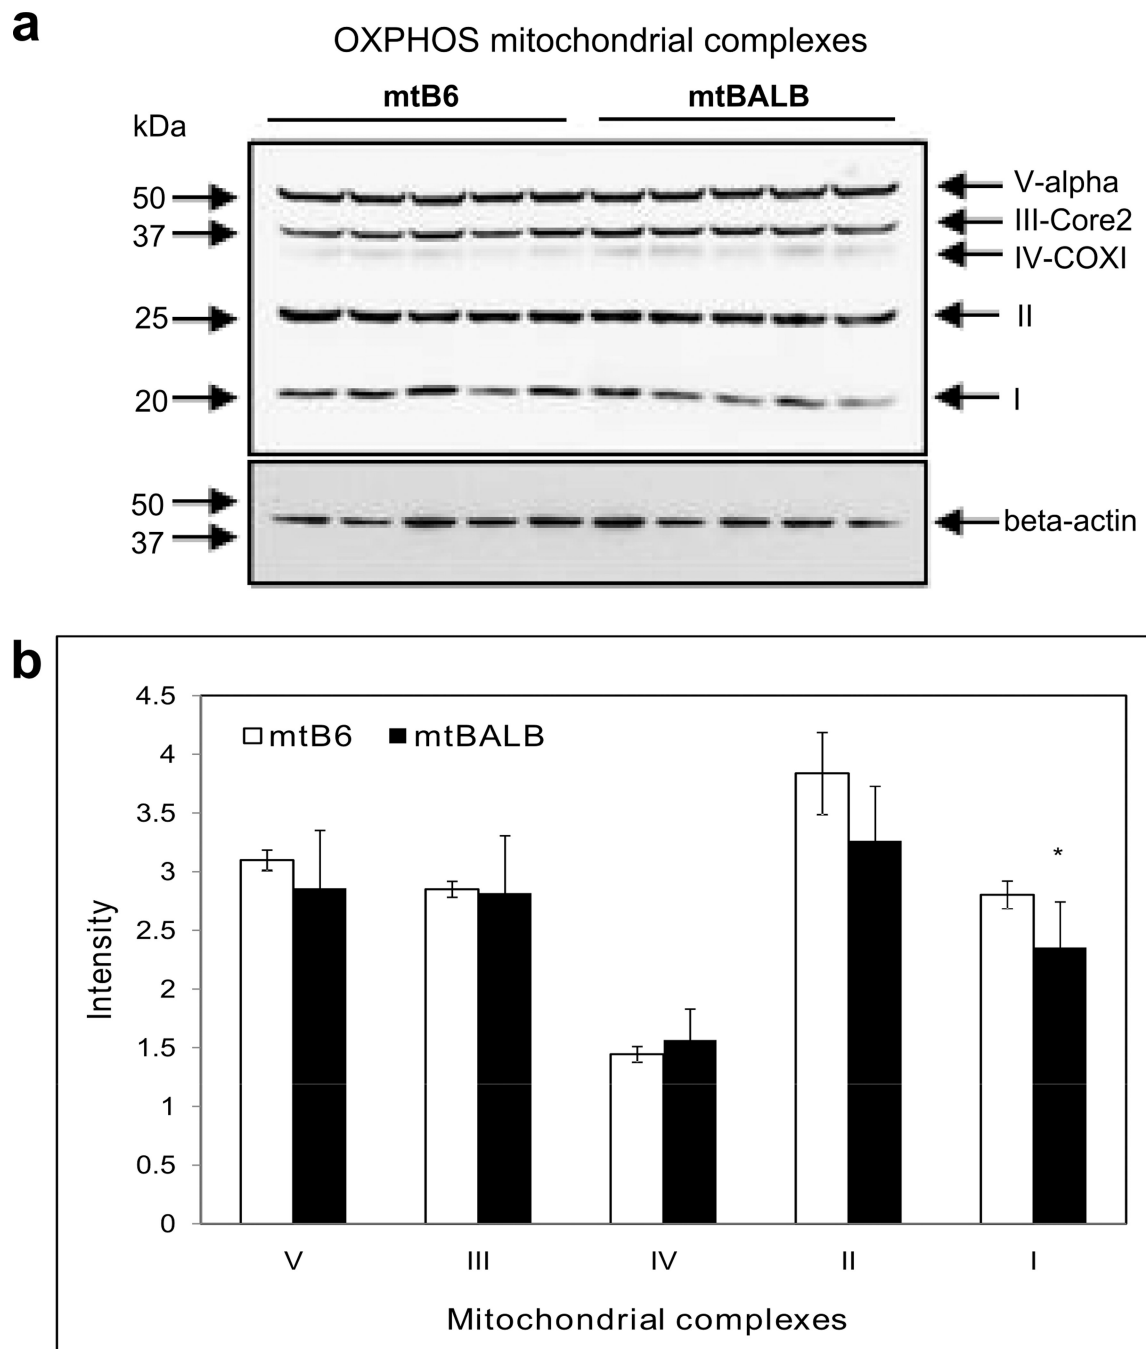 a
OXPHOS mitochondrial complexes
mtB6 mtBALB
kDa
50 V-alpha
37 III-Core2
IV-COXI
25 II
20 I
50
beta-actin
37
b
4.5
mtB6 mtBALB
4
3.5
3
*
2.5
2
1.5
1
0.5
0
Intensity
V III IV II I
Mitochondrial complexes